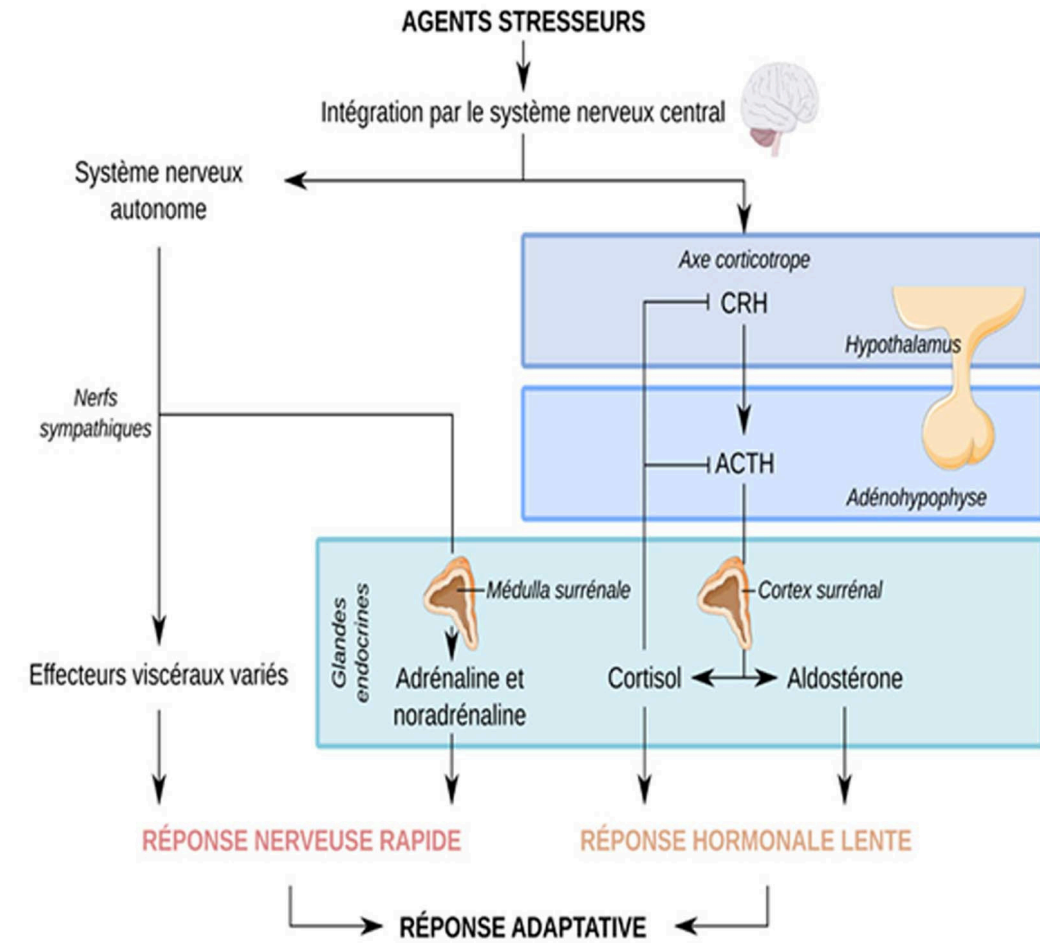 AGENTS STRESSEURS
Intégration par le système nerveux central
Système nerveux
autonome
Axe corticotrope
CRH
Hypothalamus
Nerfs
sympathiques
ACTH
Adénohypophyse
Glandes
endocrines
Médulla surrénale
Cortex surrénal
Effecteurs viscéraux variés
Adrénaline et
noradrénaline
Cortisol
Aldostérone
RÉPONSE NERVEUSE RAPIDE
RÉPONSE HORMONALE LENTE
RÉPONSE ADAPTATIVE